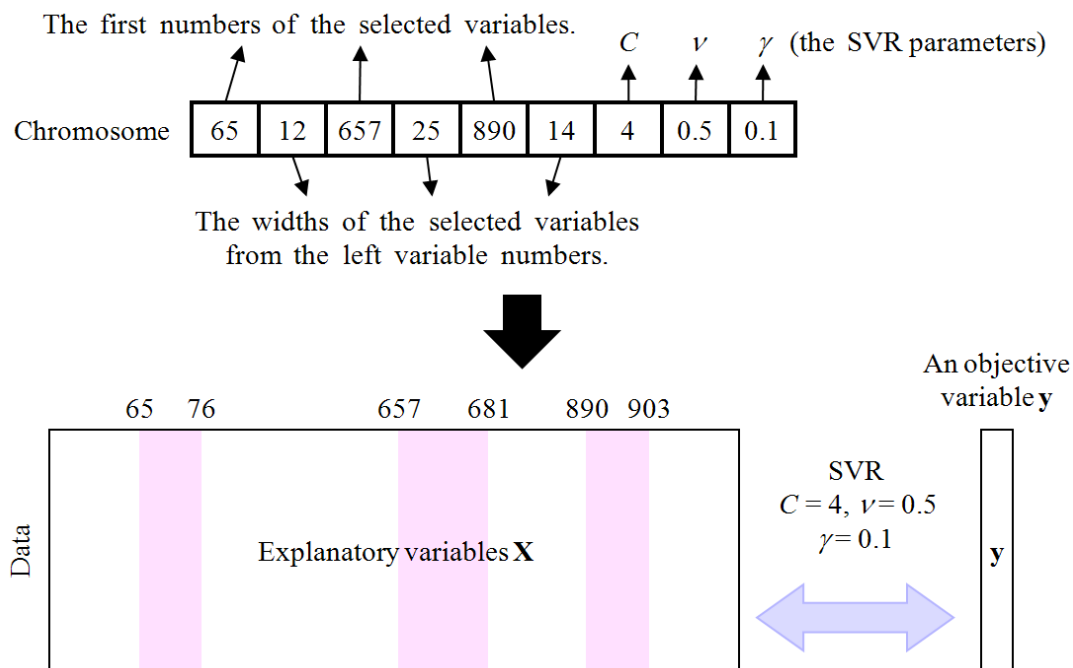 The first numbers of the selected variables.
C ν γ (the SVR parameters)
Chromosome 65 12 657 25 890 14 4 0.5 0.1
The widths of the selected variables
from the left variable numbers.
An objective
variable y
65 76 657 681 890 903
SVR
C = 4, ν = 0.5
γ = 0.1
Data
Explanatory variables X
y